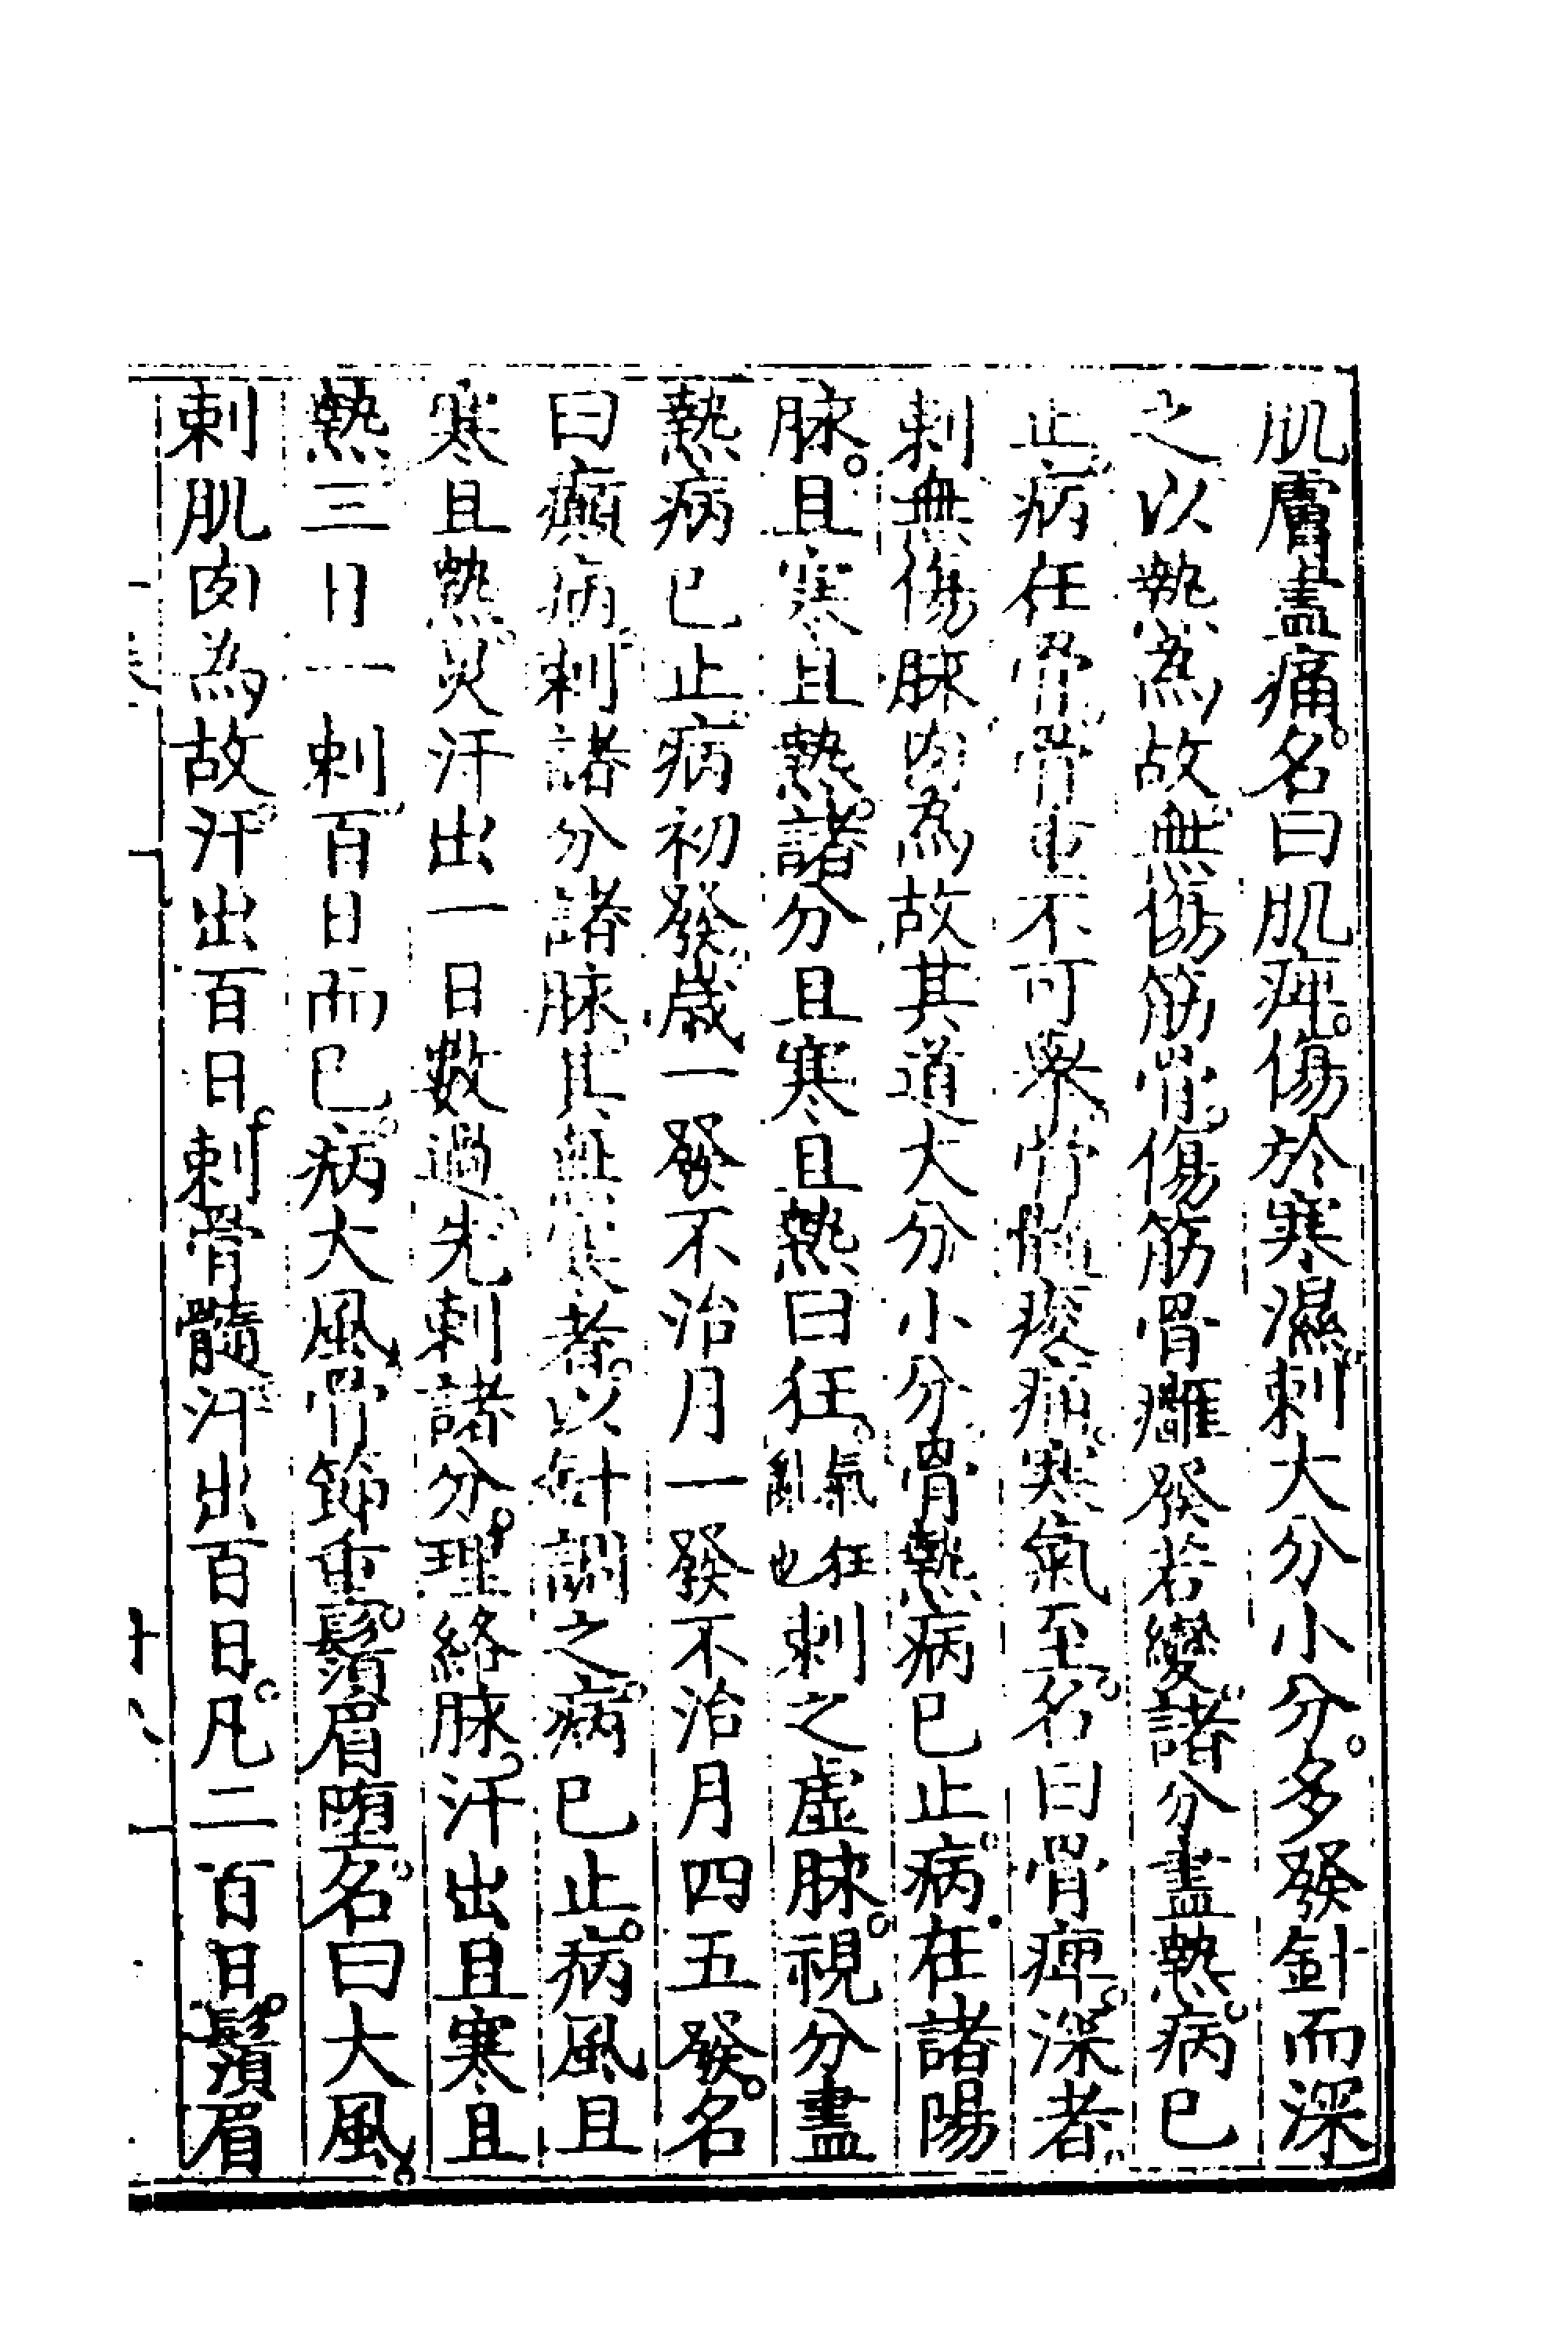 肌膚盡痛名曰肌痺傷於寒濕刺大分小分多發針而深
之以熱為故無傷筋骨傷筋骨癰發若變諸分盡熱病已
止病在骨骨重不可舉骨髓痠痛寒氣至名曰骨痺深者
刺無傷脉肉為故其道大分小分骨熱病已止病在諸陽
脉且寒且熱諸分且寒且熱曰狂氣狂亂也刺之虛脉視分盡
熱病已止病初發歲一發不治月一發不治月四五發名
曰癲病刺諸分諸脉其無寒者以針調之病已止病風且
寒且熱炅汗出一日數過先刺諸分理絡脉汗出且寒且
熱三日一刺百日而已病大風骨節重鬚眉墮名曰大風
刺肌肉為故汗出百日刺骨髓汗出百日凡二百日鬚眉